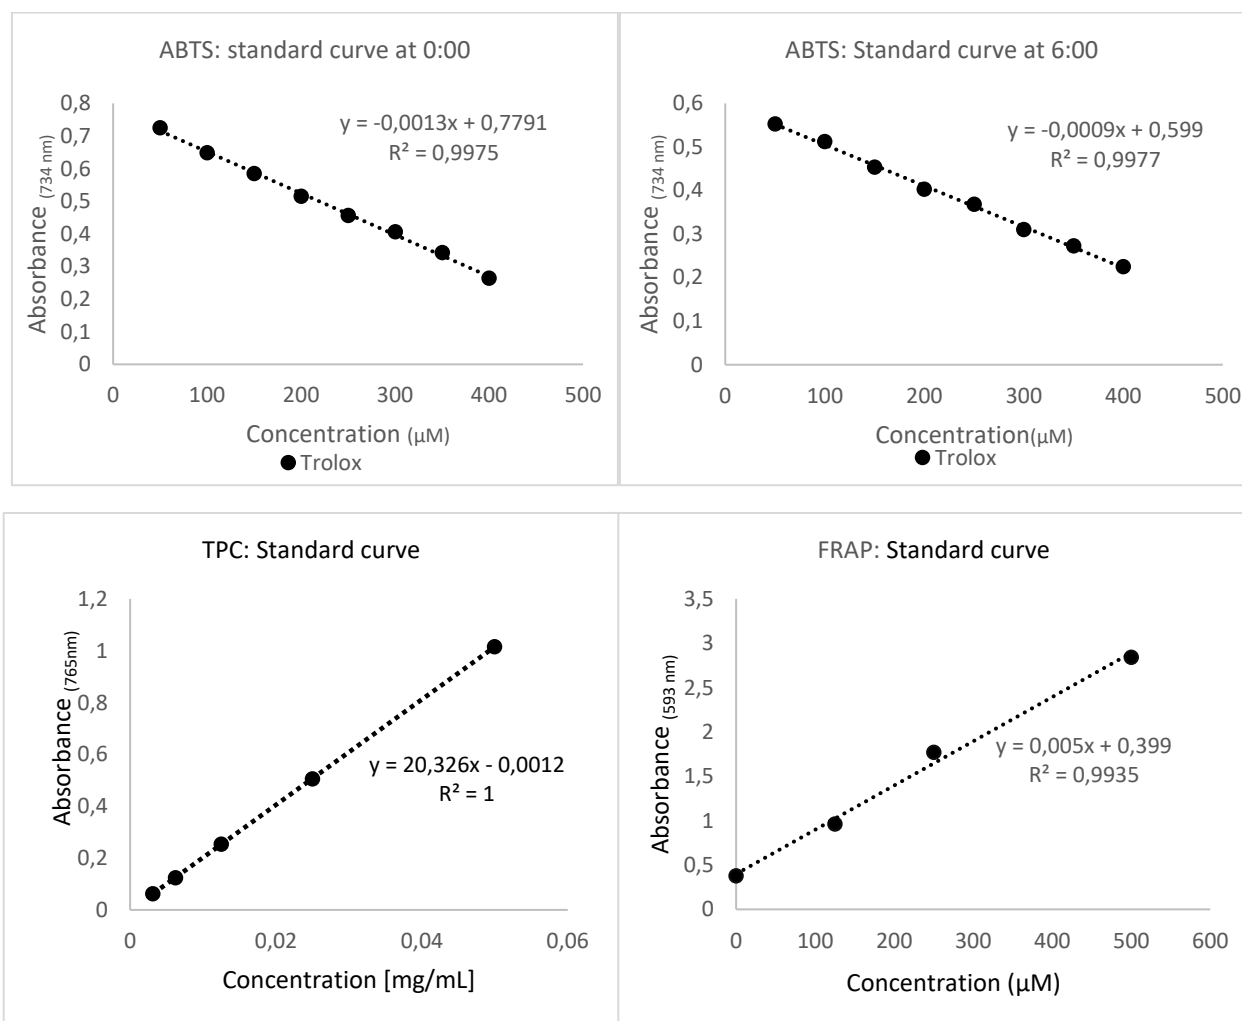 ABTS: standard curve at 0:00
0,8
0,7
0,6
0,5
0,4
0,3
0,2
0,1
0
y = -0,0013x + 0,7791
R² = 0,9975
Absorbance (734 nm)
0 100 200 300 400 500
Concentration (µM)
Trolox
ABTS: Standard curve at 6:00
0,6
0,5
0,4
0,3
0,2
0,1
0
y = -0,0009x + 0,599
R² = 0,9977
Absorbance (734 nm)
0 100 200 300 400 500
Concentration(µM)
Trolox
TPC: Standard curve
1,2
1
0,8
0,6
0,4
0,2
0
y = 20,326x - 0,0012
R² = 1
Absorbance (765nm)
0 0,02 0,04 0,06
Concentration [mg/mL]
FRAP: Standard curve
3,5
3
2,5
2
1,5
1
0,5
0
y = 0,005x + 0,399
R² = 0,9935
Absorbance (593 nm)
0 100 200 300 400 500 600
Concentration (µM)